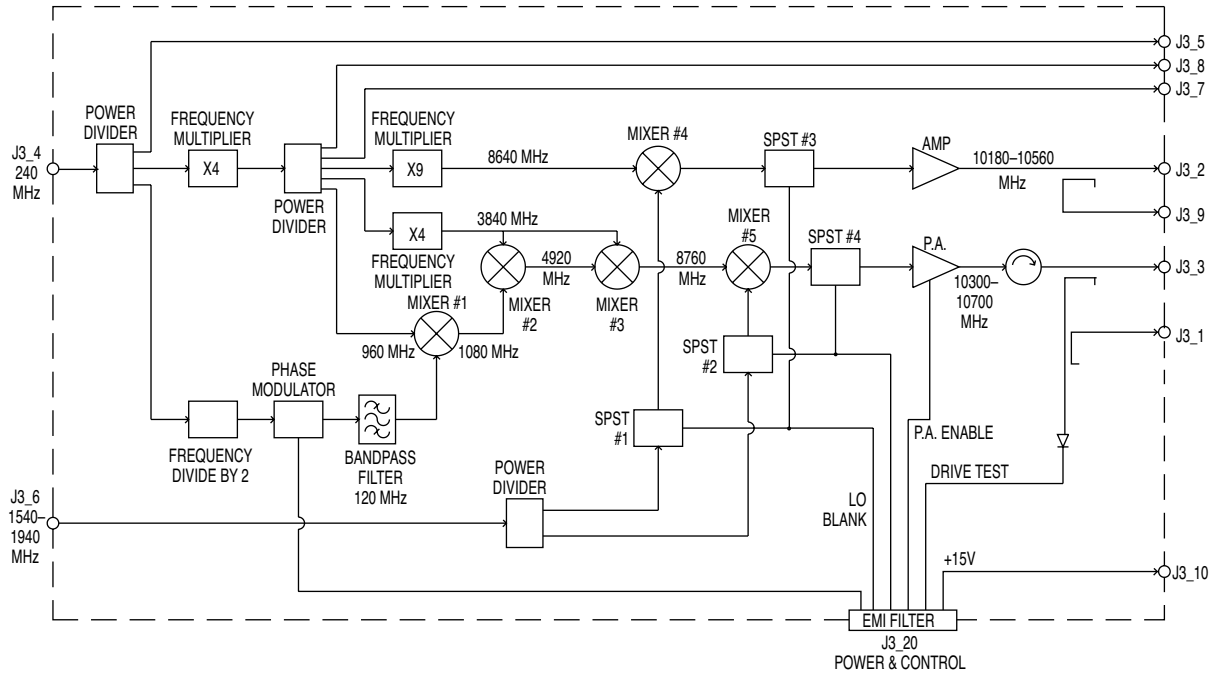 J3_5
J3_8
J3_7
POWER
DIVIDER
FREQUENCY
MULTIPLIER
FREQUENCY
MULTIPLIER
MIXER #4
SPST #3
AMP
J3_4
240
MHz
X4
X9
8640 MHz
10180–10560
MHz
J3_2
POWER
DIVIDER
J3_9
X4
3840 MHz
MIXER
#5
SPST #4
P.A.
FREQUENCY
MULTIPLIER
4920
MHz
8760
MHz
J3_3
MIXER #1
MIXER
#2
MIXER
#3
10300–
10700
MHz
960 MHz
1080 MHz
SPST
#2
J3_1
PHASE
MODULATOR
SPST
#1
P.A. ENABLE
FREQUENCY
DIVIDE BY 2
BANDPASS
FILTER
120 MHz
POWER
DIVIDER
DRIVE TEST
J3_6
1540–
1940
MHz
LO
BLANK
+15V
J3_10
EMI FILTER
J3_20
POWER & CONTROL